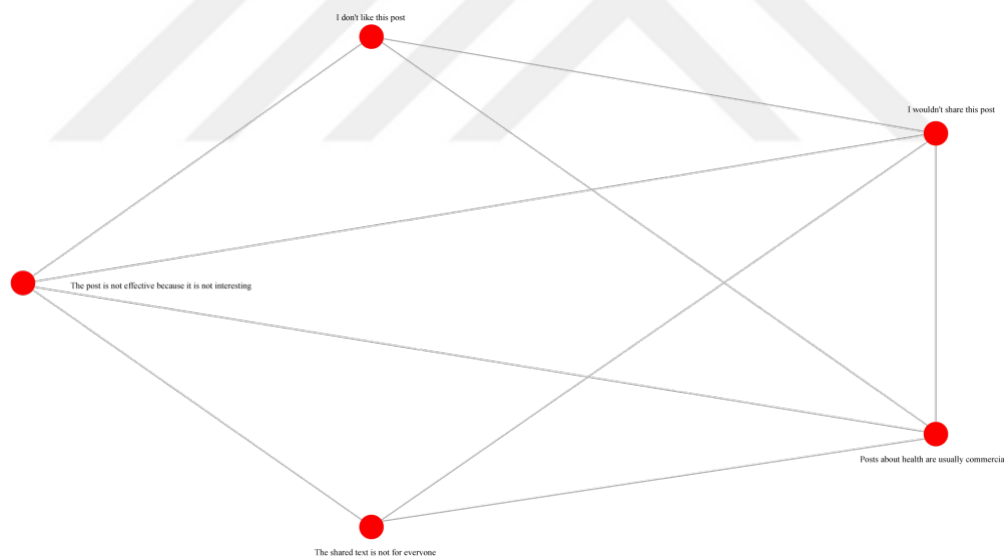 I don't like this post
I wouldn't share this post
The post is not effective because it is not interesting
Posts about health are usually commercia
The shared text is not for everyone